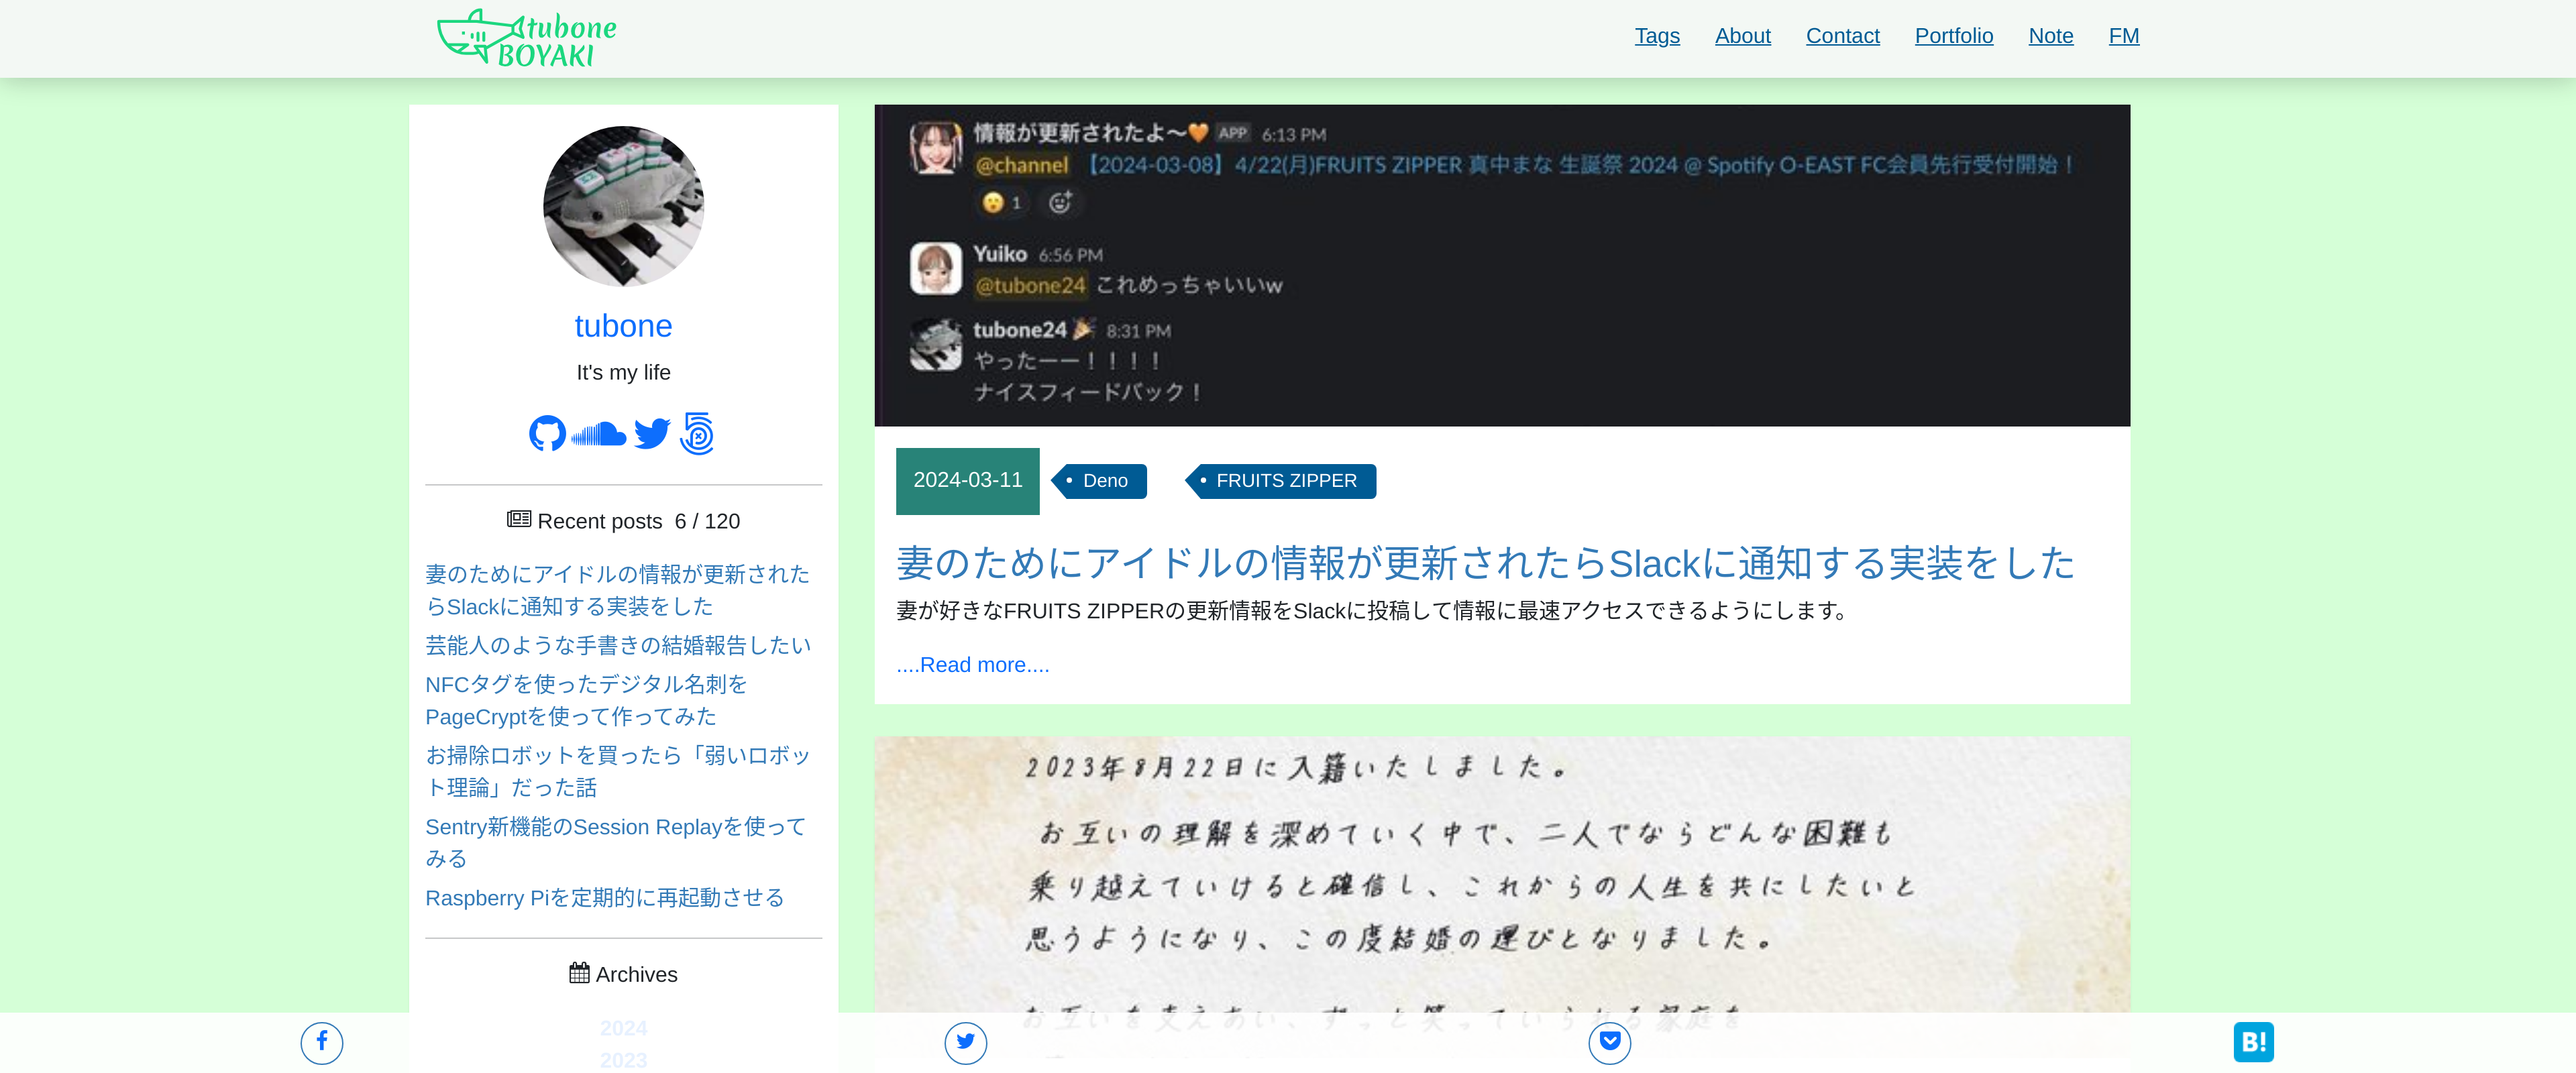 tubone
BOYAKI
Tags About Contact Portfolio Note FM
tubone
It's my life
Recent posts 6 / 120
妻のためにアイドルの情報が更新された
らSlackに通知する実装をした
芸能人のような手書きの結婚報告したい
NFCタグを使ったデジタル名刺を
PageCryptを使って作ってみた
お掃除ロボットを買ったら「弱いロボッ
ト理論」だった話
Sentry新機能のSession Replayを使って
みる
Raspberry Piを定期的に再起動させる
Archives
2024
2023
情報が更新されたよ〜🧡 APP 6:13 PM
@channel 【2024-03-08】4/22(月)FRUITS ZIPPER 真中まな 生誕祭 2024 @ Spotify O-EAST FC会員先行受付開始！
😮 1
Yuiko 6:56 PM
@tubone24 これめっちゃいいw
tubone24 🎉 8:31 PM
やったーー！！！！
ナイスフィードバック！
2024-03-11 Deno FRUITS ZIPPER
妻のためにアイドルの情報が更新されたらSlackに通知する実装をした
妻が好きなFRUITS ZIPPERの更新情報をSlackに投稿して情報に最速アクセスできるようにします。
....Read more....
2023年8月22日に入籍いたしました。
お互いの理解を深めていく中で、二人でならどんな困難も
乗り越えていけると確信し、これからの人生を共にしたいと
思うようになり、この度結婚の運びとなりました。
お互いを支えあい、ずっと笑っていられる家庭を
B!